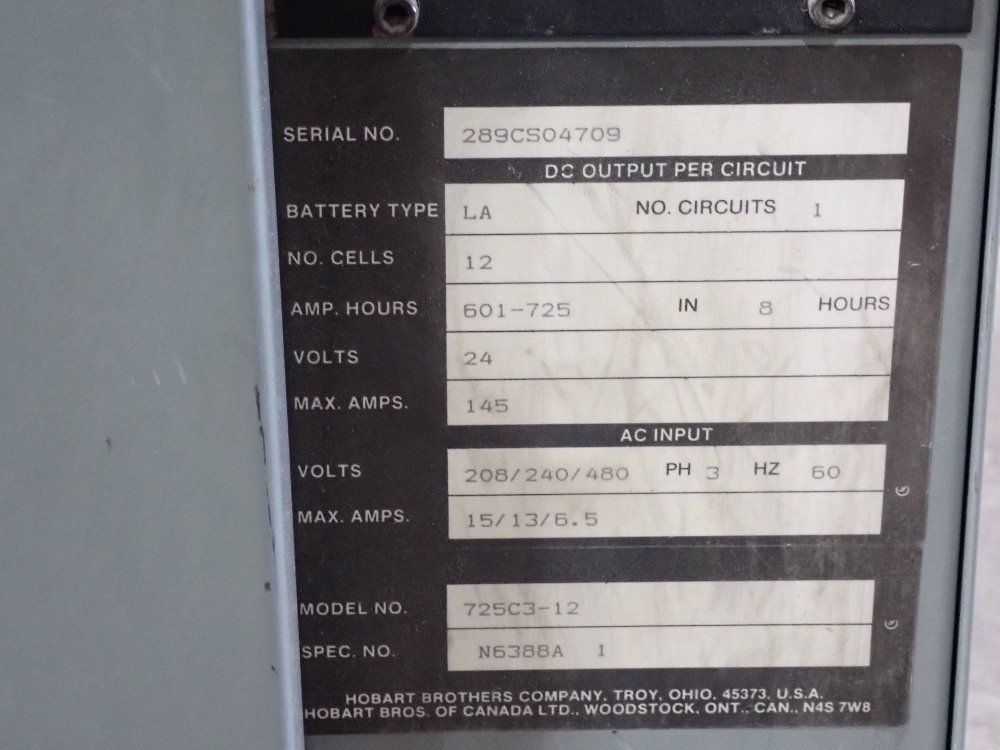 SERIAL NO. 289CS04709
DC OUTPUT PER CIRCUIT
BATTERY TYPE LA NO. CIRCUITS 1
NO. CELLS 12
AMP. HOURS 601-725 IN 8 HOURS
VOLTS 24
MAX. AMPS. 145
AC INPUT
VOLTS 208/240/480 PH 3 HZ 60
MAX. AMPS. 15/13/6.5
MODEL NO. 725C3-12
SPEC. NO. N6388A 1
HOBART BROTHERS COMPANY, TROY, OHIO, 45373, U.S.A.
HOBART BROS. OF CANADA LTD., WOODSTOCK, ONT., CAN., N4S 7W8